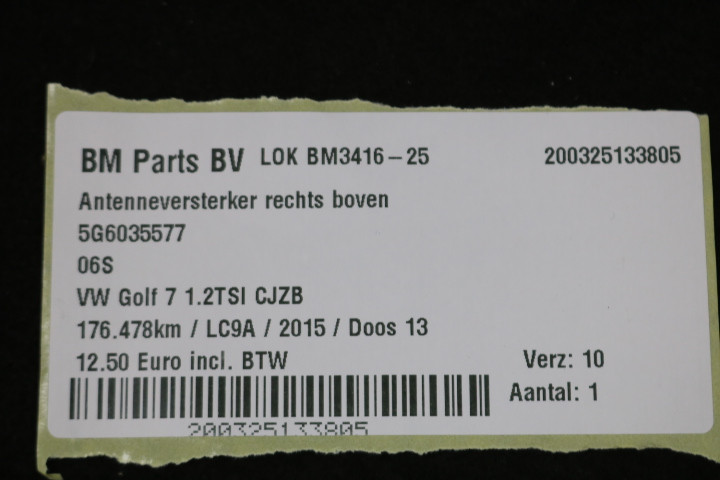 BM Parts BV LOK BM3416-25 200325133805
Antenneversterker rechts boven
5G6035577
06S
VW Golf 7 1.2TSI CJZB
176.478km / LC9A / 2015 / Doos 13
12.50 Euro incl. BTW Verz: 10
Aantal: 1
200325133805